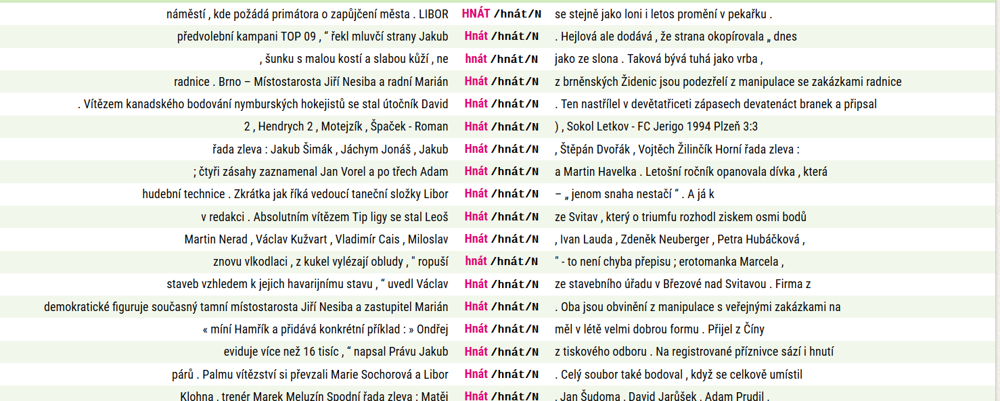 náměstí , kde požádá primátora o zapůjčení města . LIBOR HNÁT /hnát/N se stejně jako loni i letos promění v pekařku .
předvolební kampani TOP 09 , “ řekl mluvčí strany Jakub Hnát /hnát/N . Hejlová ale dodává , že strana okopírovala „ dnes
, šunku s malou kostí a slabou kůží , ne hnát /hnát/N jako ze slona . Taková bývá tuhá jako vrba ,
radnice . Brno – Místostarosta Jiří Nesiba a radní Marián Hnát /hnát/N z brněnských Židenic jsou podezřelí z manipulace se zakázkami radnice
. Vítězem kanadského bodování nymburských hokejistů se stal útočník David Hnát /hnát/N . Ten nastřílel v devětatřiceti zápasech devatenáct branek a připsal
2 , Hendrych 2 , Motejzík , Špaček - Roman Hnát /hnát/N ) , Sokol Letkov - FC Jerigo 1994 Plzeň 3:3
řada zleva : Jakub Šimák , Jáchym Jonáš , Jakub Hnát /hnát/N , Štěpán Dvořák , Vojtěch Žilinčík Horní řada zleva :
; čtyři zásahy zaznamenal Jan Vorel a po třech Adam Hnát /hnát/N a Martin Havelka . Letošní ročník opanovala dívka , která
hudební technice . Zkrátka jak říká vedoucí taneční složky Libor Hnát /hnát/N – „ jenom snaha nestačí “ . A já k
v redakci . Absolutním vítězem Tip ligy se stal Leoš Hnát /hnát/N ze Svitav , který o triumfu rozhodl ziskem osmi bodů
Martin Nerad , Václav Kužvart , Vladimír Cais , Miloslav Hnát /hnát/N , Ivan Lauda , Zdeněk Neuberger , Petra Hubáčková ,
znovu vlkodlaci , z kukel vylézají obludy , " ropuší hnát /hnát/N " - to není chyba přepisu ; erotomanka Marcela ,
staveb vzhledem k jejich havarijnímu stavu , “ uvedl Václav Hnát /hnát/N ze stavebního úřadu v Březové nad Svitavou . Firma z
demokratické figuruje současný tamní místostarosta Jiří Nesiba a zastupitel Marián Hnát /hnát/N . Oba jsou obvinění z manipulace s veřejnými zakázkami na
« míní Hamřík a přidává konkrétní příklad : » Ondřej Hnát /hnát/N měl v létě velmi dobrou formu . Přijel z Číny
eviduje více než 16 tisíc , “ napsal Právu Jakub Hnát /hnát/N z tiskového odboru . Na registrované příznivce sází i hnutí
párů . Palmu vítězství si převzali Marie Sochorová a Libor Hnát /hnát/N . Celý soubor také bodoval , když se celkově umístil
Klohna , trenér Marek Meluzín Spodní řada zleva : Matěj Hnát /hnát/N , Jan Šudoma , David Jarůšek , Adam Prudil ,